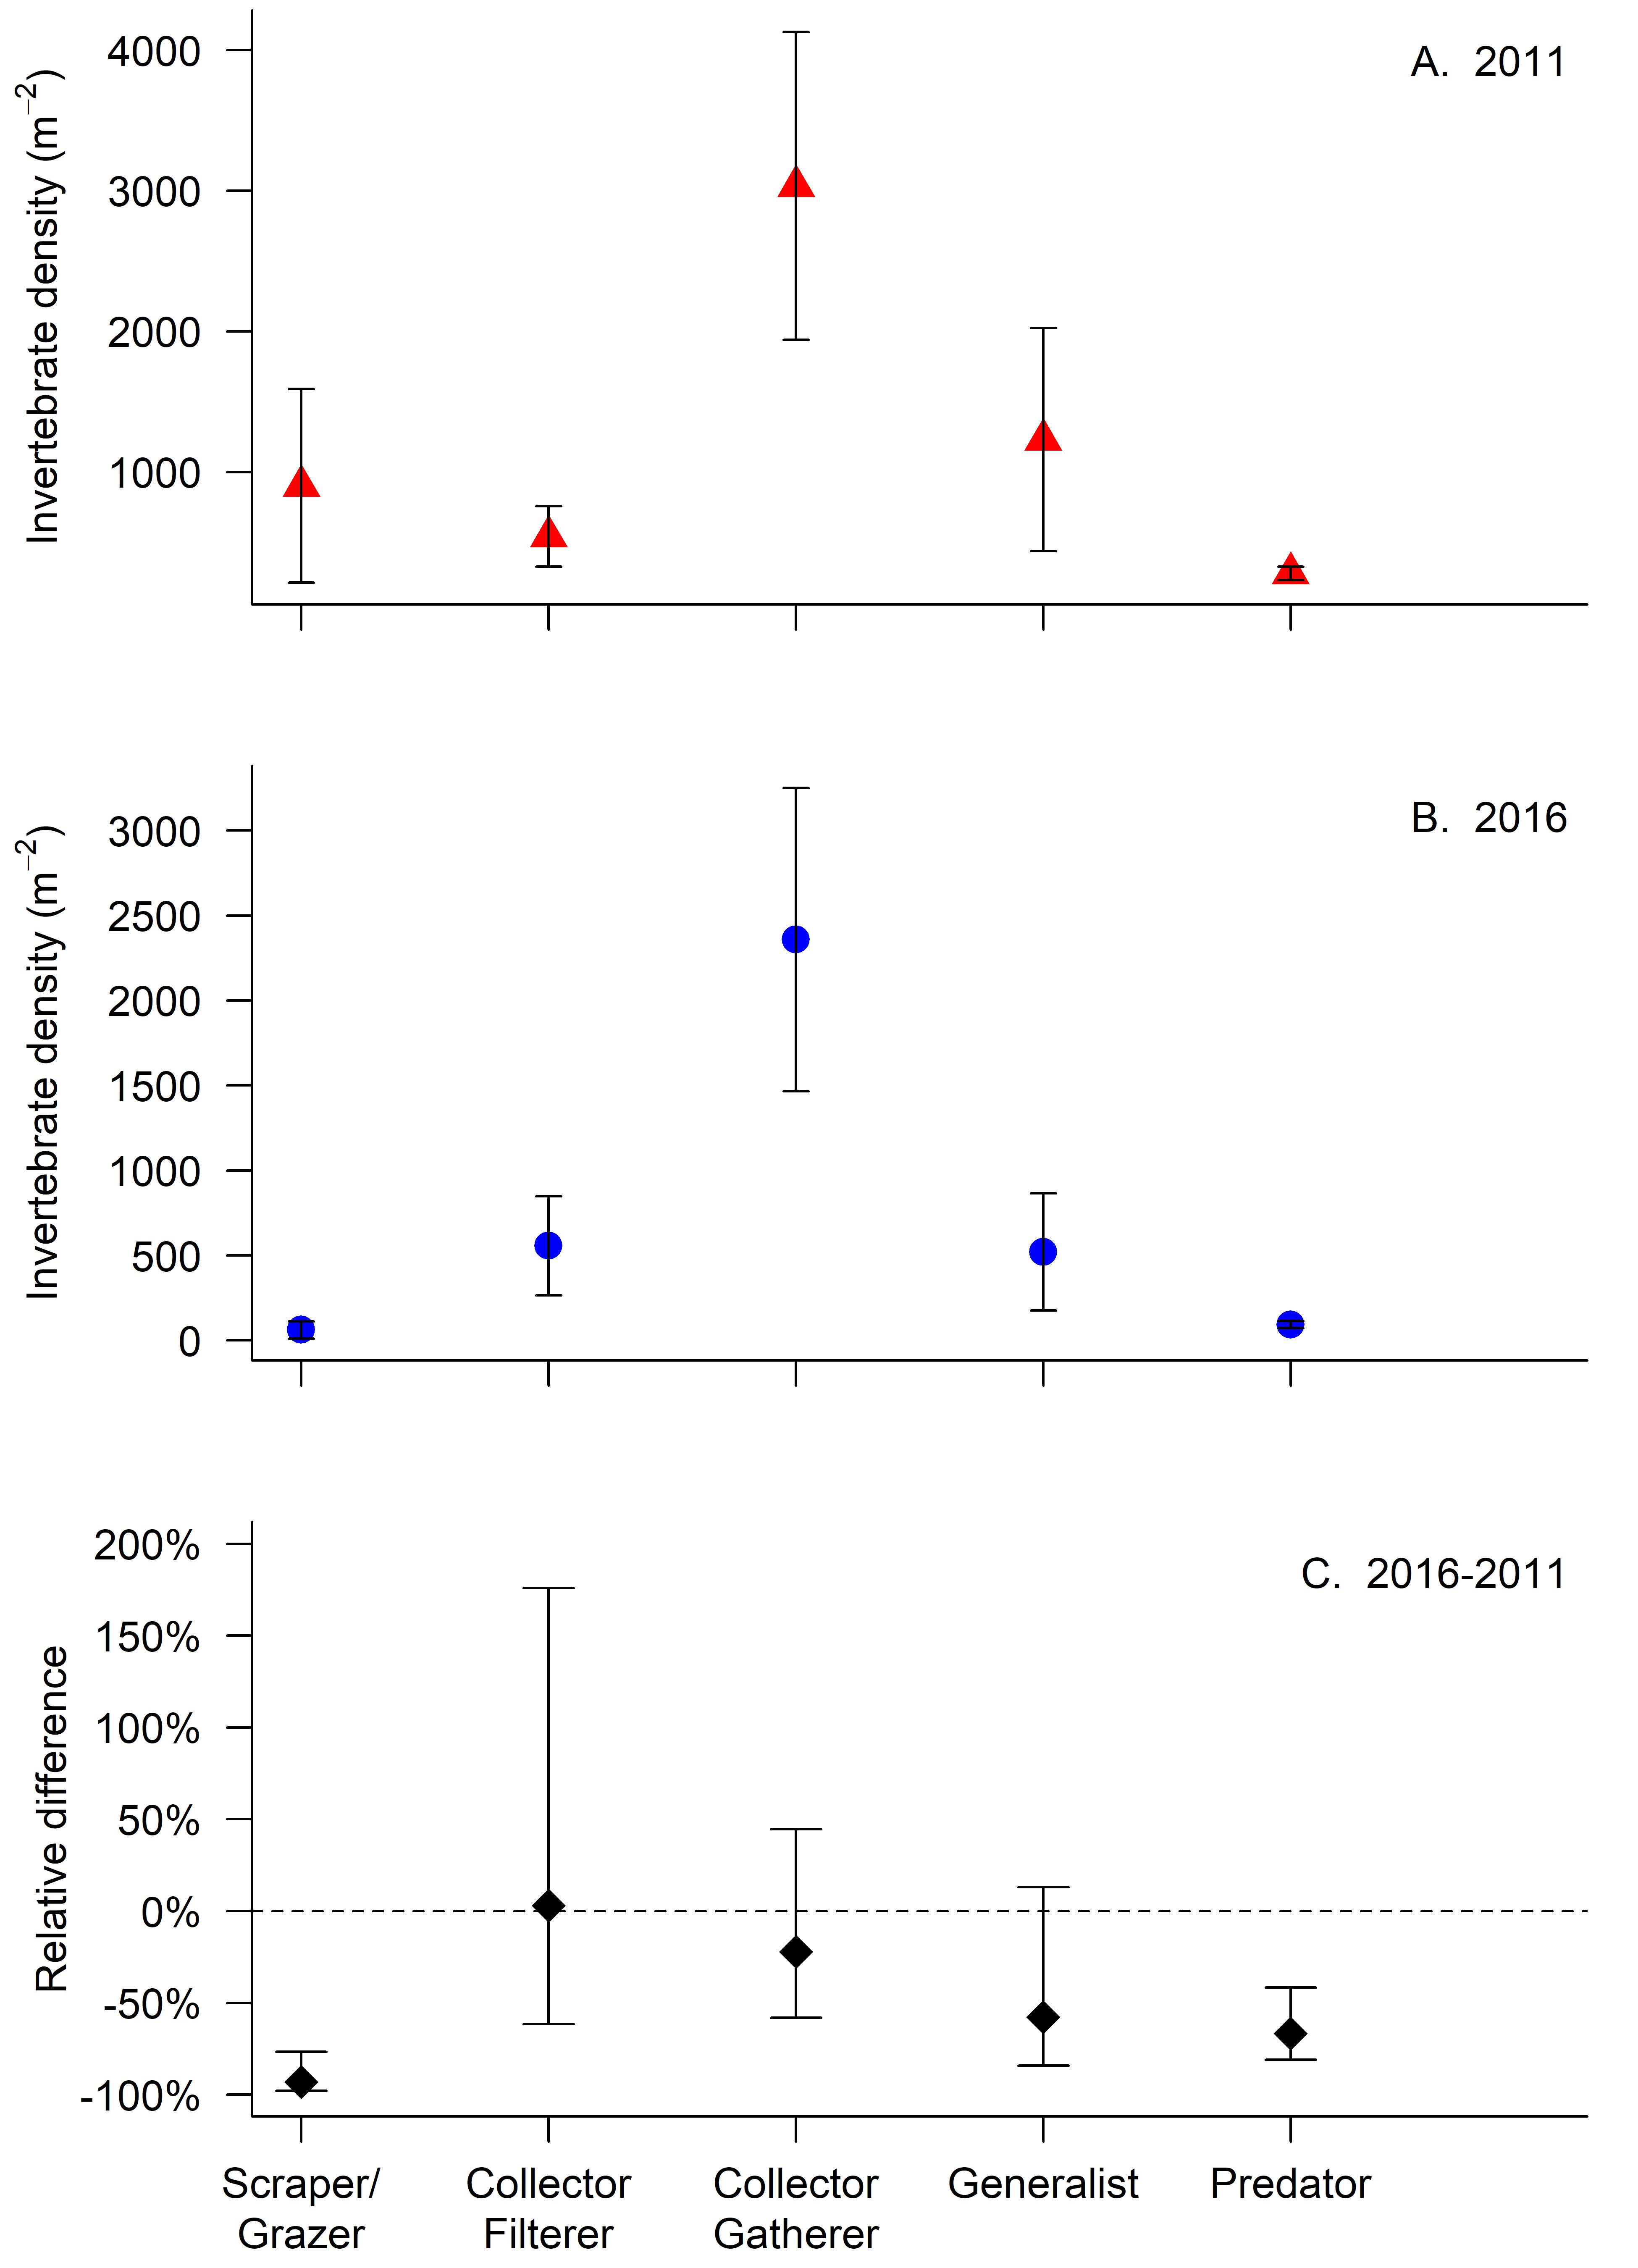 A. 2011
Invertebrate density (m⁻²)
4000
3000
2000
1000
B. 2016
Invertebrate density (m⁻²)
3000
2500
2000
1500
1000
500
0
C. 2016-2011
Relative difference
200%
150%
100%
50%
0%
-50%
-100%
Scraper/ Collector Collector Generalist Predator
Grazer Filterer Gatherer